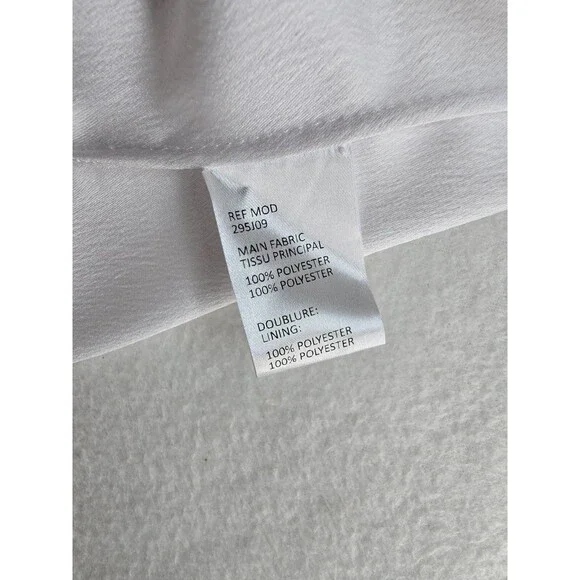 REF MOD
295J09
MAIN FABRIC
TISSU PRINCIPAL
100% POLYESTER
100% POLYESTER
DOUBLURE:
LINING:
100% POLYESTER
100% POLYESTER